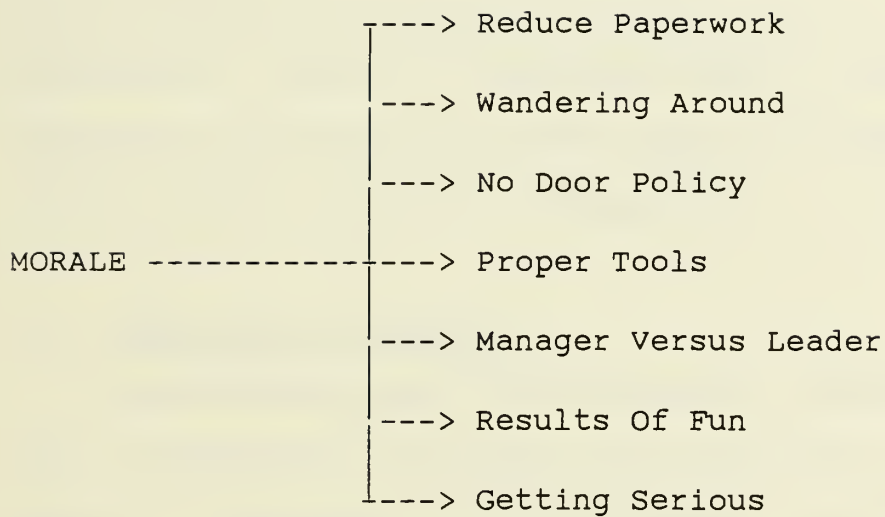 Reduce Paperwork
Wandering Around
No Door Policy
MORALE Proper Tools
Manager Versus Leader
Results Of Fun
Getting Serious